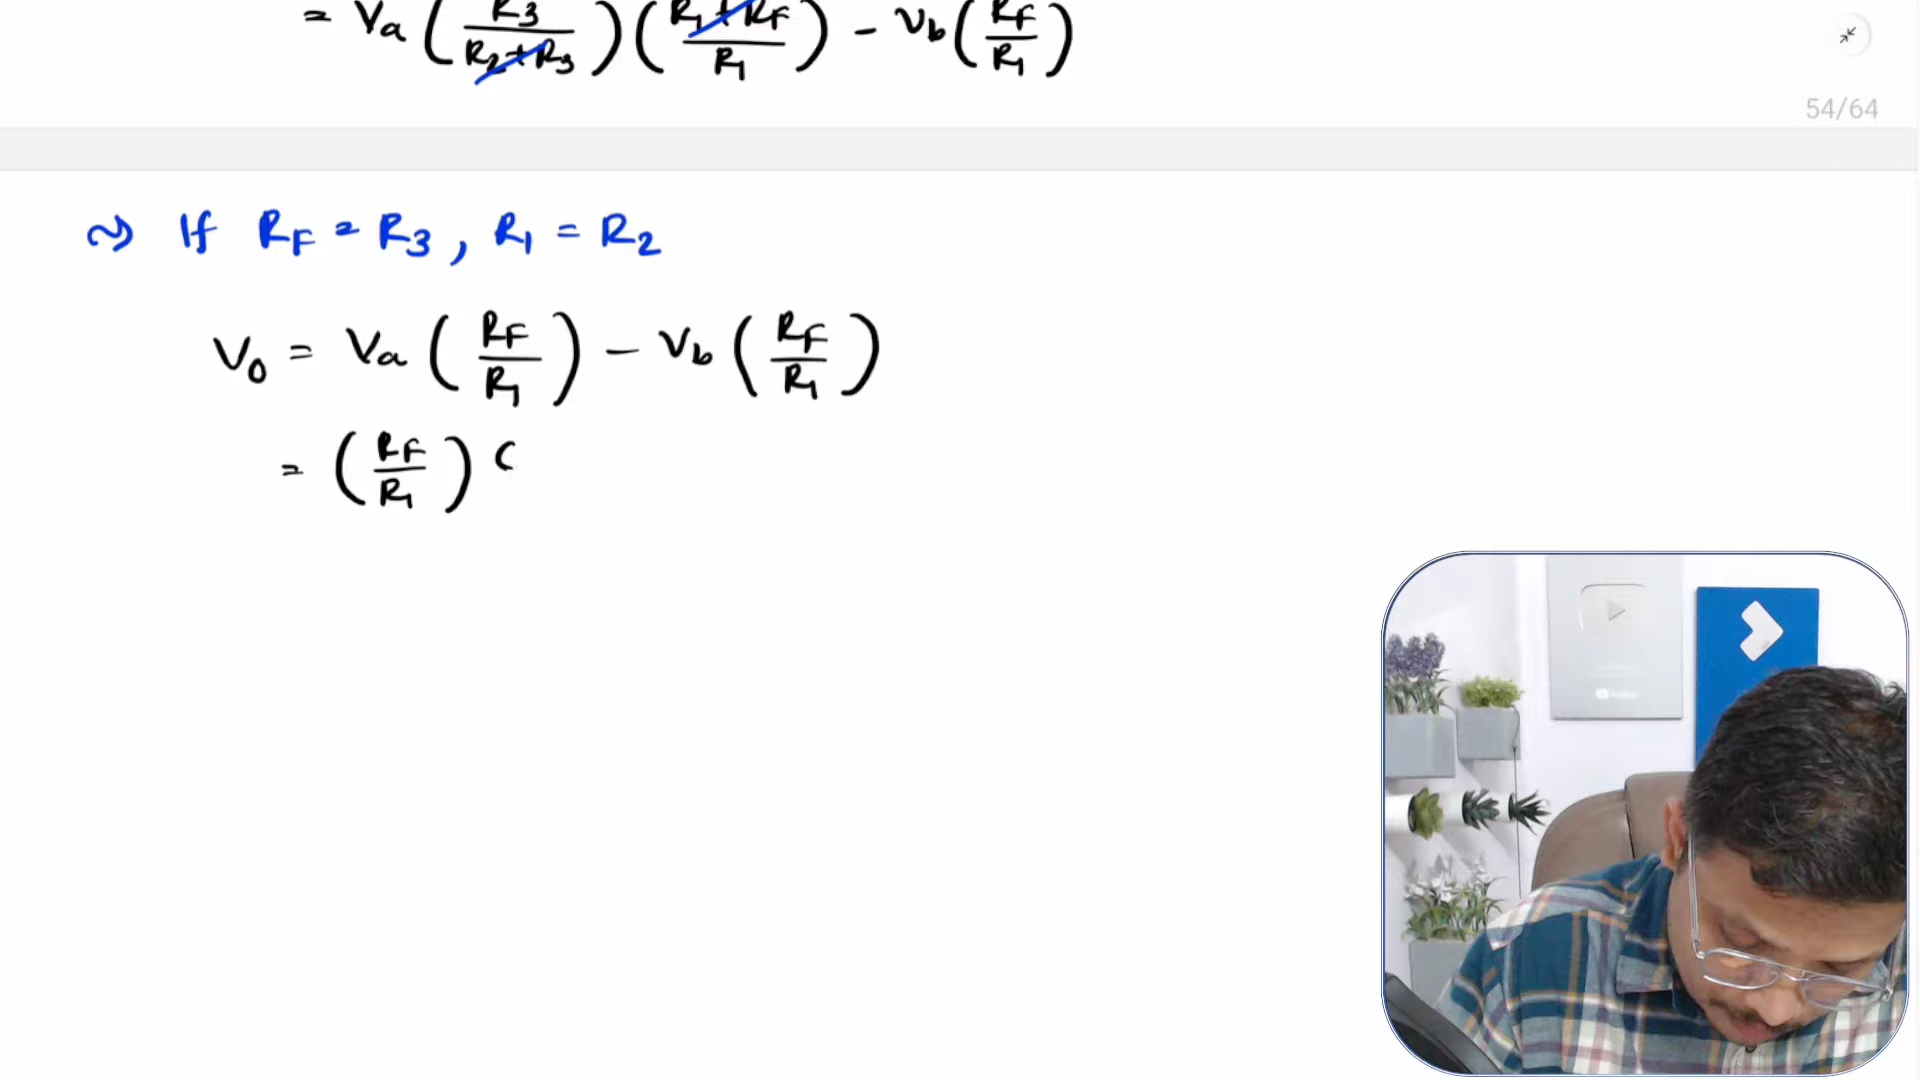 = Va (R3/(R2+R3)) ((R1+RF)/R1) - Vb (RF/R1)
54/64
~> If RF = R3, R1 = R2
V0 = Va (RF/R1) - Vb (RF/R1)
= (RF/R1) (